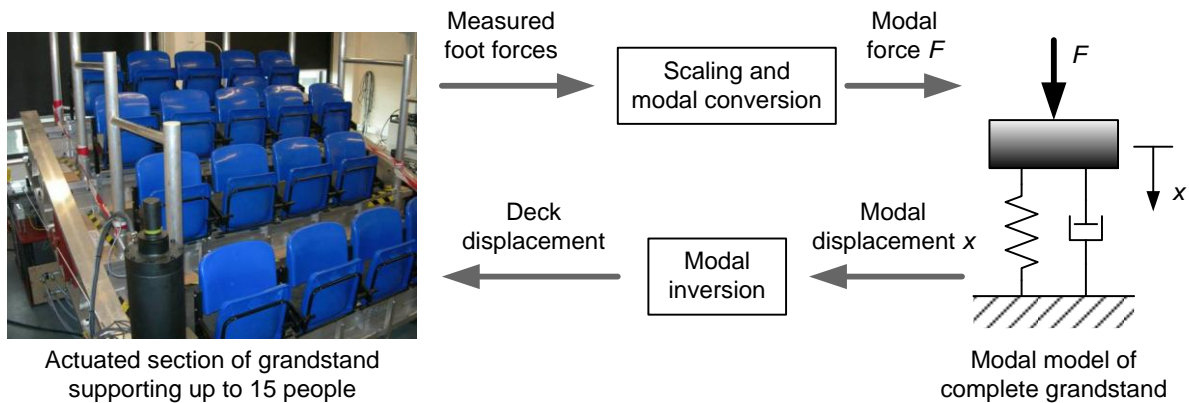 Measured
foot forces
Scaling and
modal conversion
Modal
force F
F
x
Deck
displacement
Modal
inversion
Modal
displacement x
Actuated section of grandstand
supporting up to 15 people
Modal model of
complete grandstand